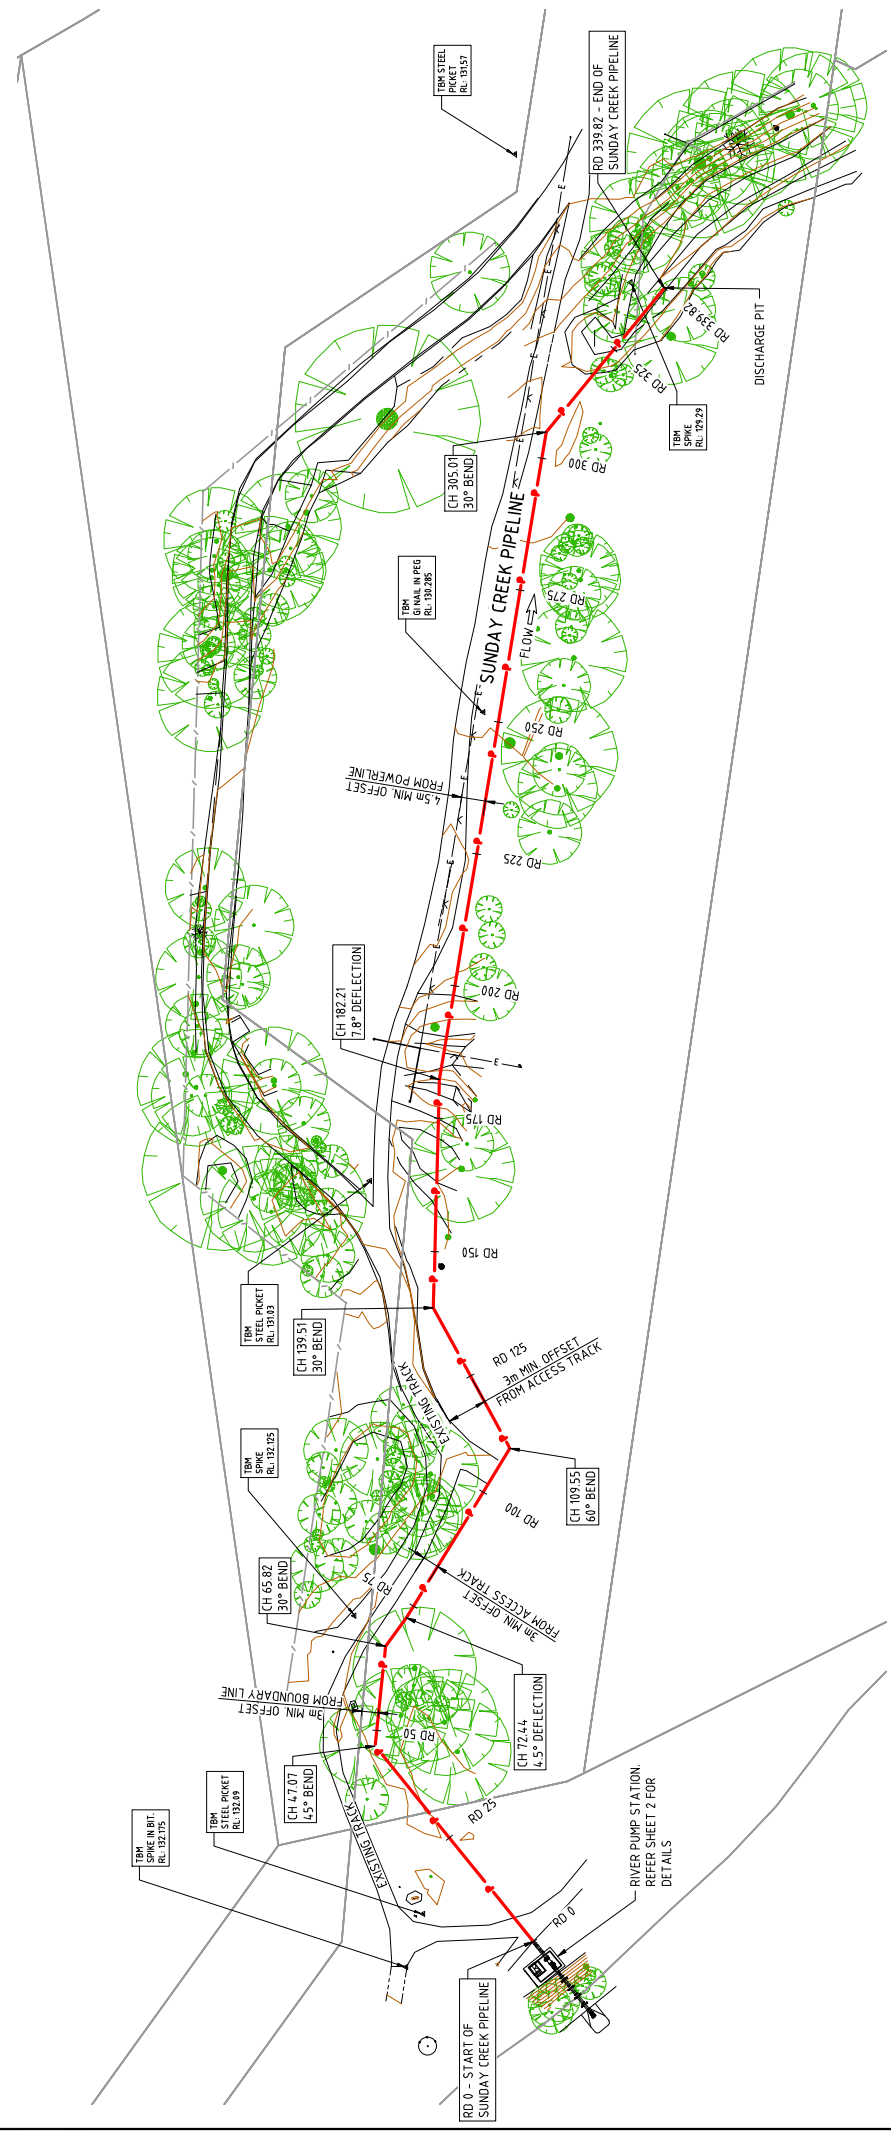 TBM STEEL
PICKET
RL: 131.57
RD 339.82 - END OF
SUNDAY CREEK PIPELINE
RD 339.82
DISCHARGE PIT
RD 325
TBM
SPIKE
RL: 129.29
CH 305.01
30° BEND
RD 300
SUNDAY CREEK PIPELINE
TBM
GI NAIL IN PEG
RL: 130.285
RD 275
FLOW
RD 250
4.5m MIN. OFFSET
FROM POWERLINE
RD 225
CH 182.21
7.8° DEFLECTION
RD 200
RD 175
RD 150
TBM
STEEL PICKET
RL: 131.03
CH 139.51
30° BEND
RD 125
3m MIN. OFFSET
FROM ACCESS TRACK
EXISTING TRACK
TBM
SPIKE
RL: 132.125
CH 109.55
60° BEND
RD 100
CH 65.82
30° BEND
RD 75
3m MIN. OFFSET
FROM ACCESS TRACK
3m MIN. OFFSET
FROM BOUNDARY LINE
CH 72.44
4.5° DEFLECTION
RD 50
CH 47.07
45° BEND
TBM
STEEL PICKET
RL: 132.09
TBM
SPIKE IN BIT.
RL: 132.175
EXISTING TRACK
RD 25
RIVER PUMP STATION.
REFER SHEET 2 FOR
DETAILS
RD 0
RD 0 - START OF
SUNDAY CREEK PIPELINE
E
E
E
E
E
E
E
E
E